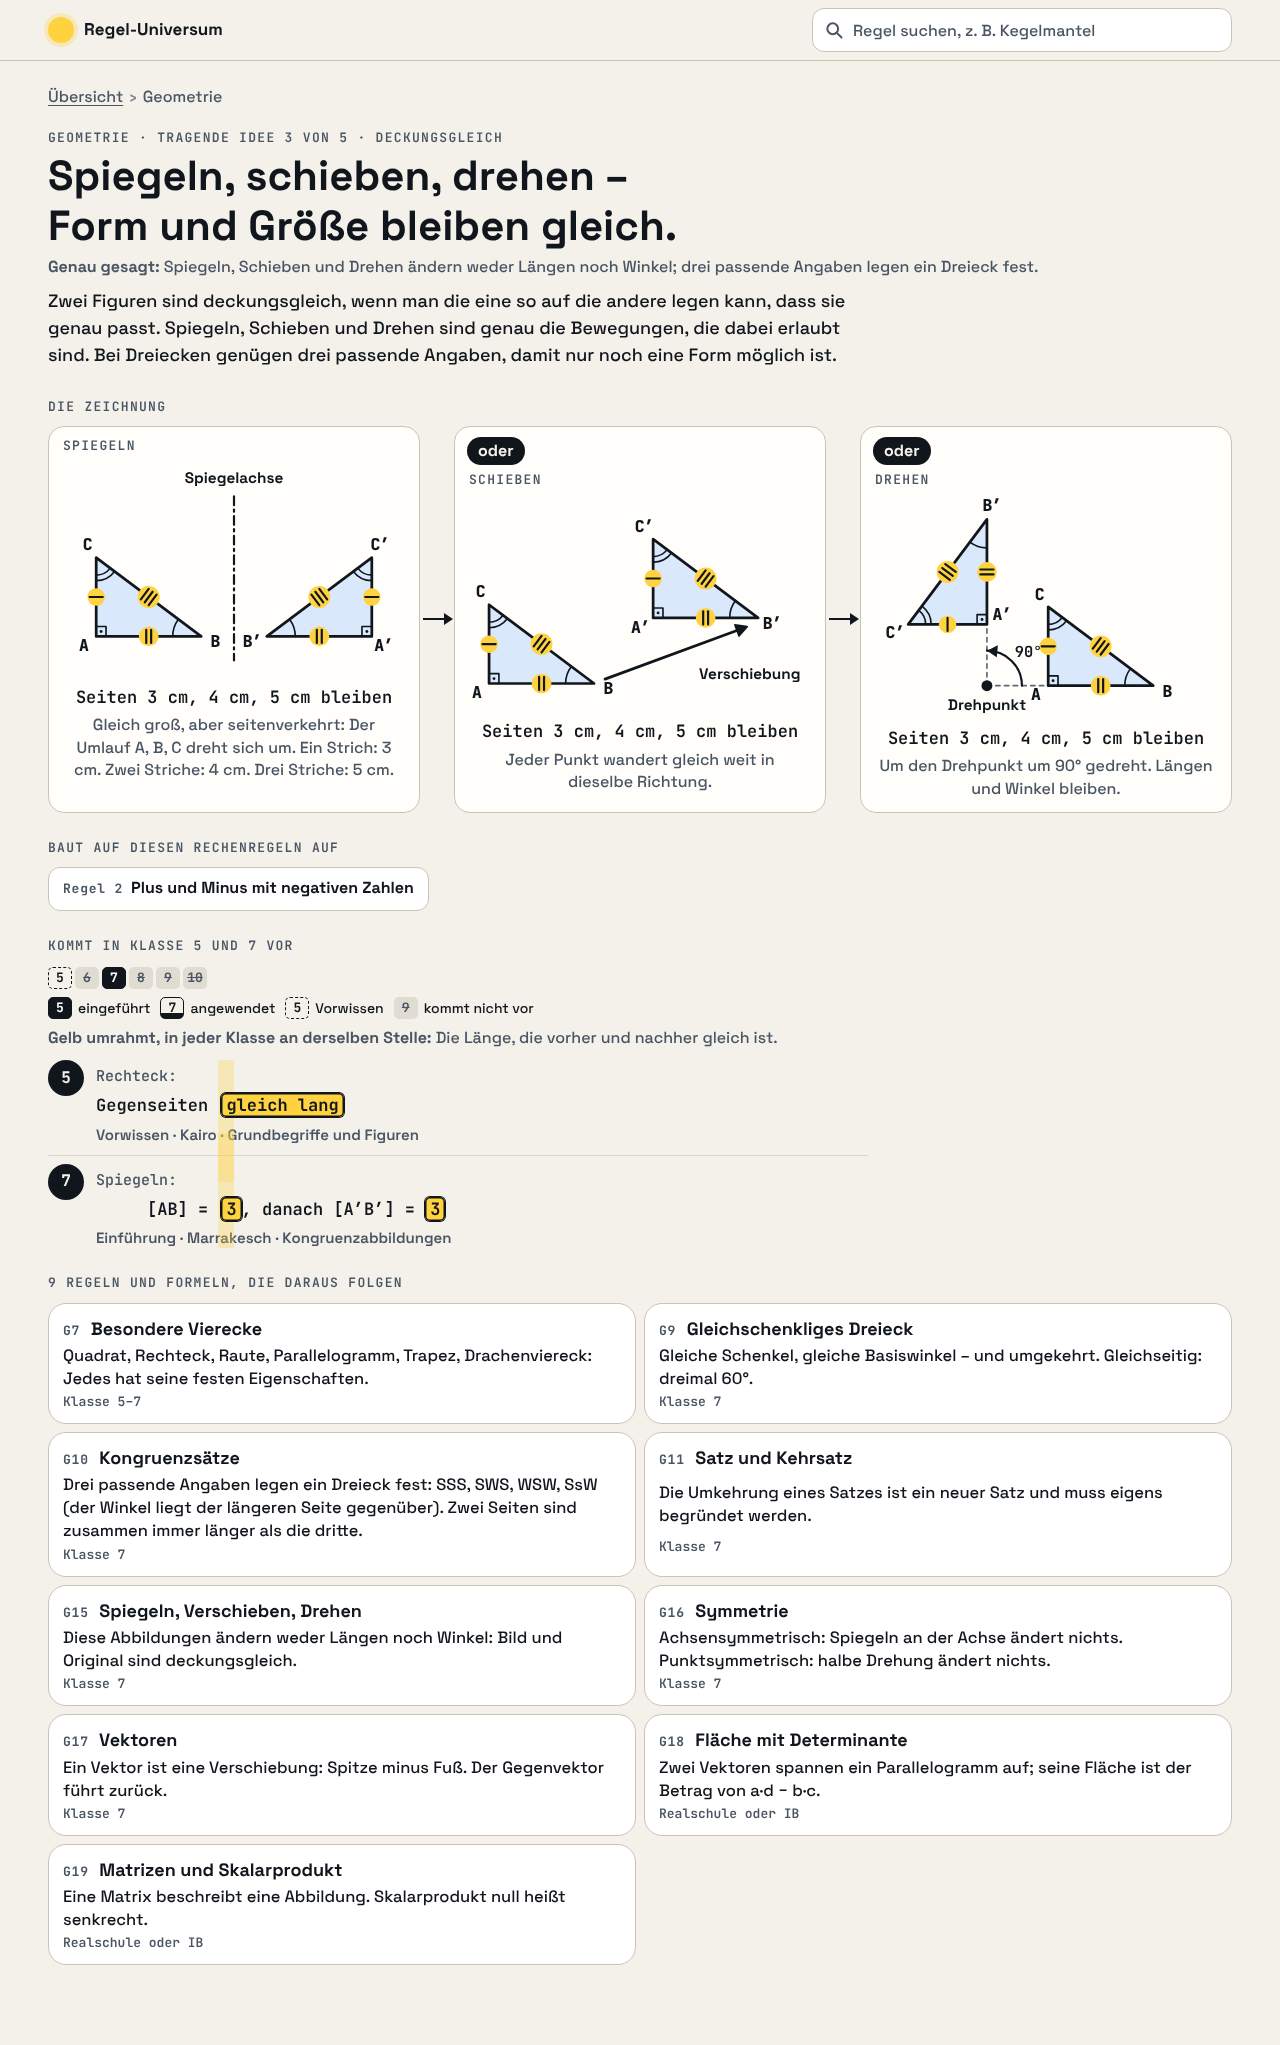 Regel-Universum
Regel suchen, z. B. Kegelmantel
Übersicht > Geometrie
GEOMETRIE · TRAGENDE IDEE 3 VON 5 · DECKUNGSGLEICH
Spiegeln, schieben, drehen –
Form und Größe bleiben gleich.
Genau gesagt: Spiegeln, Schieben und Drehen ändern weder Längen noch Winkel; drei passende Angaben legen ein Dreieck fest.
Zwei Figuren sind deckungsgleich, wenn man die eine so auf die andere legen kann, dass sie
genau passt. Spiegeln, Schieben und Drehen sind genau die Bewegungen, die dabei erlaubt
sind. Bei Dreiecken genügen drei passende Angaben, damit nur noch eine Form möglich ist.
DIE ZEICHNUNG
SPIEGELN
Spiegelachse
C
C′
A
B
B′
A′
Seiten 3 cm, 4 cm, 5 cm bleiben
Gleich groß, aber seitenverkehrt: Der
Umlauf A, B, C dreht sich um. Ein Strich: 3
cm. Zwei Striche: 4 cm. Drei Striche: 5 cm.
oder
SCHIEBEN
C′
C
A′
B′
Verschiebung
A
B
Seiten 3 cm, 4 cm, 5 cm bleiben
Jeder Punkt wandert gleich weit in
dieselbe Richtung.
oder
DREHEN
B′
C
A′
C′
90°
A
B
Drehpunkt
Seiten 3 cm, 4 cm, 5 cm bleiben
Um den Drehpunkt um 90° gedreht. Längen
und Winkel bleiben.
BAUT AUF DIESEN RECHENREGELN AUF
Regel 2 Plus und Minus mit negativen Zahlen
KOMMT IN KLASSE 5 UND 7 VOR
5 6 7 8 9 10
5 eingeführt 7 angewendet 5 Vorwissen 9 kommt nicht vor
Gelb umrahmt, in jeder Klasse an derselben Stelle: Die Länge, die vorher und nachher gleich ist.
5 Rechteck:
Gegenseiten gleich lang
Vorwissen · Kairo · Grundbegriffe und Figuren
7 Spiegeln:
[AB] = 3, danach [A′B′] = 3
Einführung · Marrakesch · Kongruenzabbildungen
9 REGELN UND FORMELN, DIE DARAUS FOLGEN
G7 Besondere Vierecke
Quadrat, Rechteck, Raute, Parallelogramm, Trapez, Drachenviereck:
Jedes hat seine festen Eigenschaften.
Klasse 5–7
G9 Gleichschenkliges Dreieck
Gleiche Schenkel, gleiche Basiswinkel – und umgekehrt. Gleichseitig:
dreimal 60°.
Klasse 7
G10 Kongruenzsätze
Drei passende Angaben legen ein Dreieck fest: SSS, SWS, WSW, SsW
(der Winkel liegt der längeren Seite gegenüber). Zwei Seiten sind
zusammen immer länger als die dritte.
Klasse 7
G11 Satz und Kehrsatz
Die Umkehrung eines Satzes ist ein neuer Satz und muss eigens
begründet werden.
Klasse 7
G15 Spiegeln, Verschieben, Drehen
Diese Abbildungen ändern weder Längen noch Winkel: Bild und
Original sind deckungsgleich.
Klasse 7
G16 Symmetrie
Achsensymmetrisch: Spiegeln an der Achse ändert nichts.
Punktsymmetrisch: halbe Drehung ändert nichts.
Klasse 7
G17 Vektoren
Ein Vektor ist eine Verschiebung: Spitze minus Fuß. Der Gegenvektor
führt zurück.
Klasse 7
G18 Fläche mit Determinante
Zwei Vektoren spannen ein Parallelogramm auf; seine Fläche ist der
Betrag von a·d − b·c.
Realschule oder IB
G19 Matrizen und Skalarprodukt
Eine Matrix beschreibt eine Abbildung. Skalarprodukt null heißt
senkrecht.
Realschule oder IB